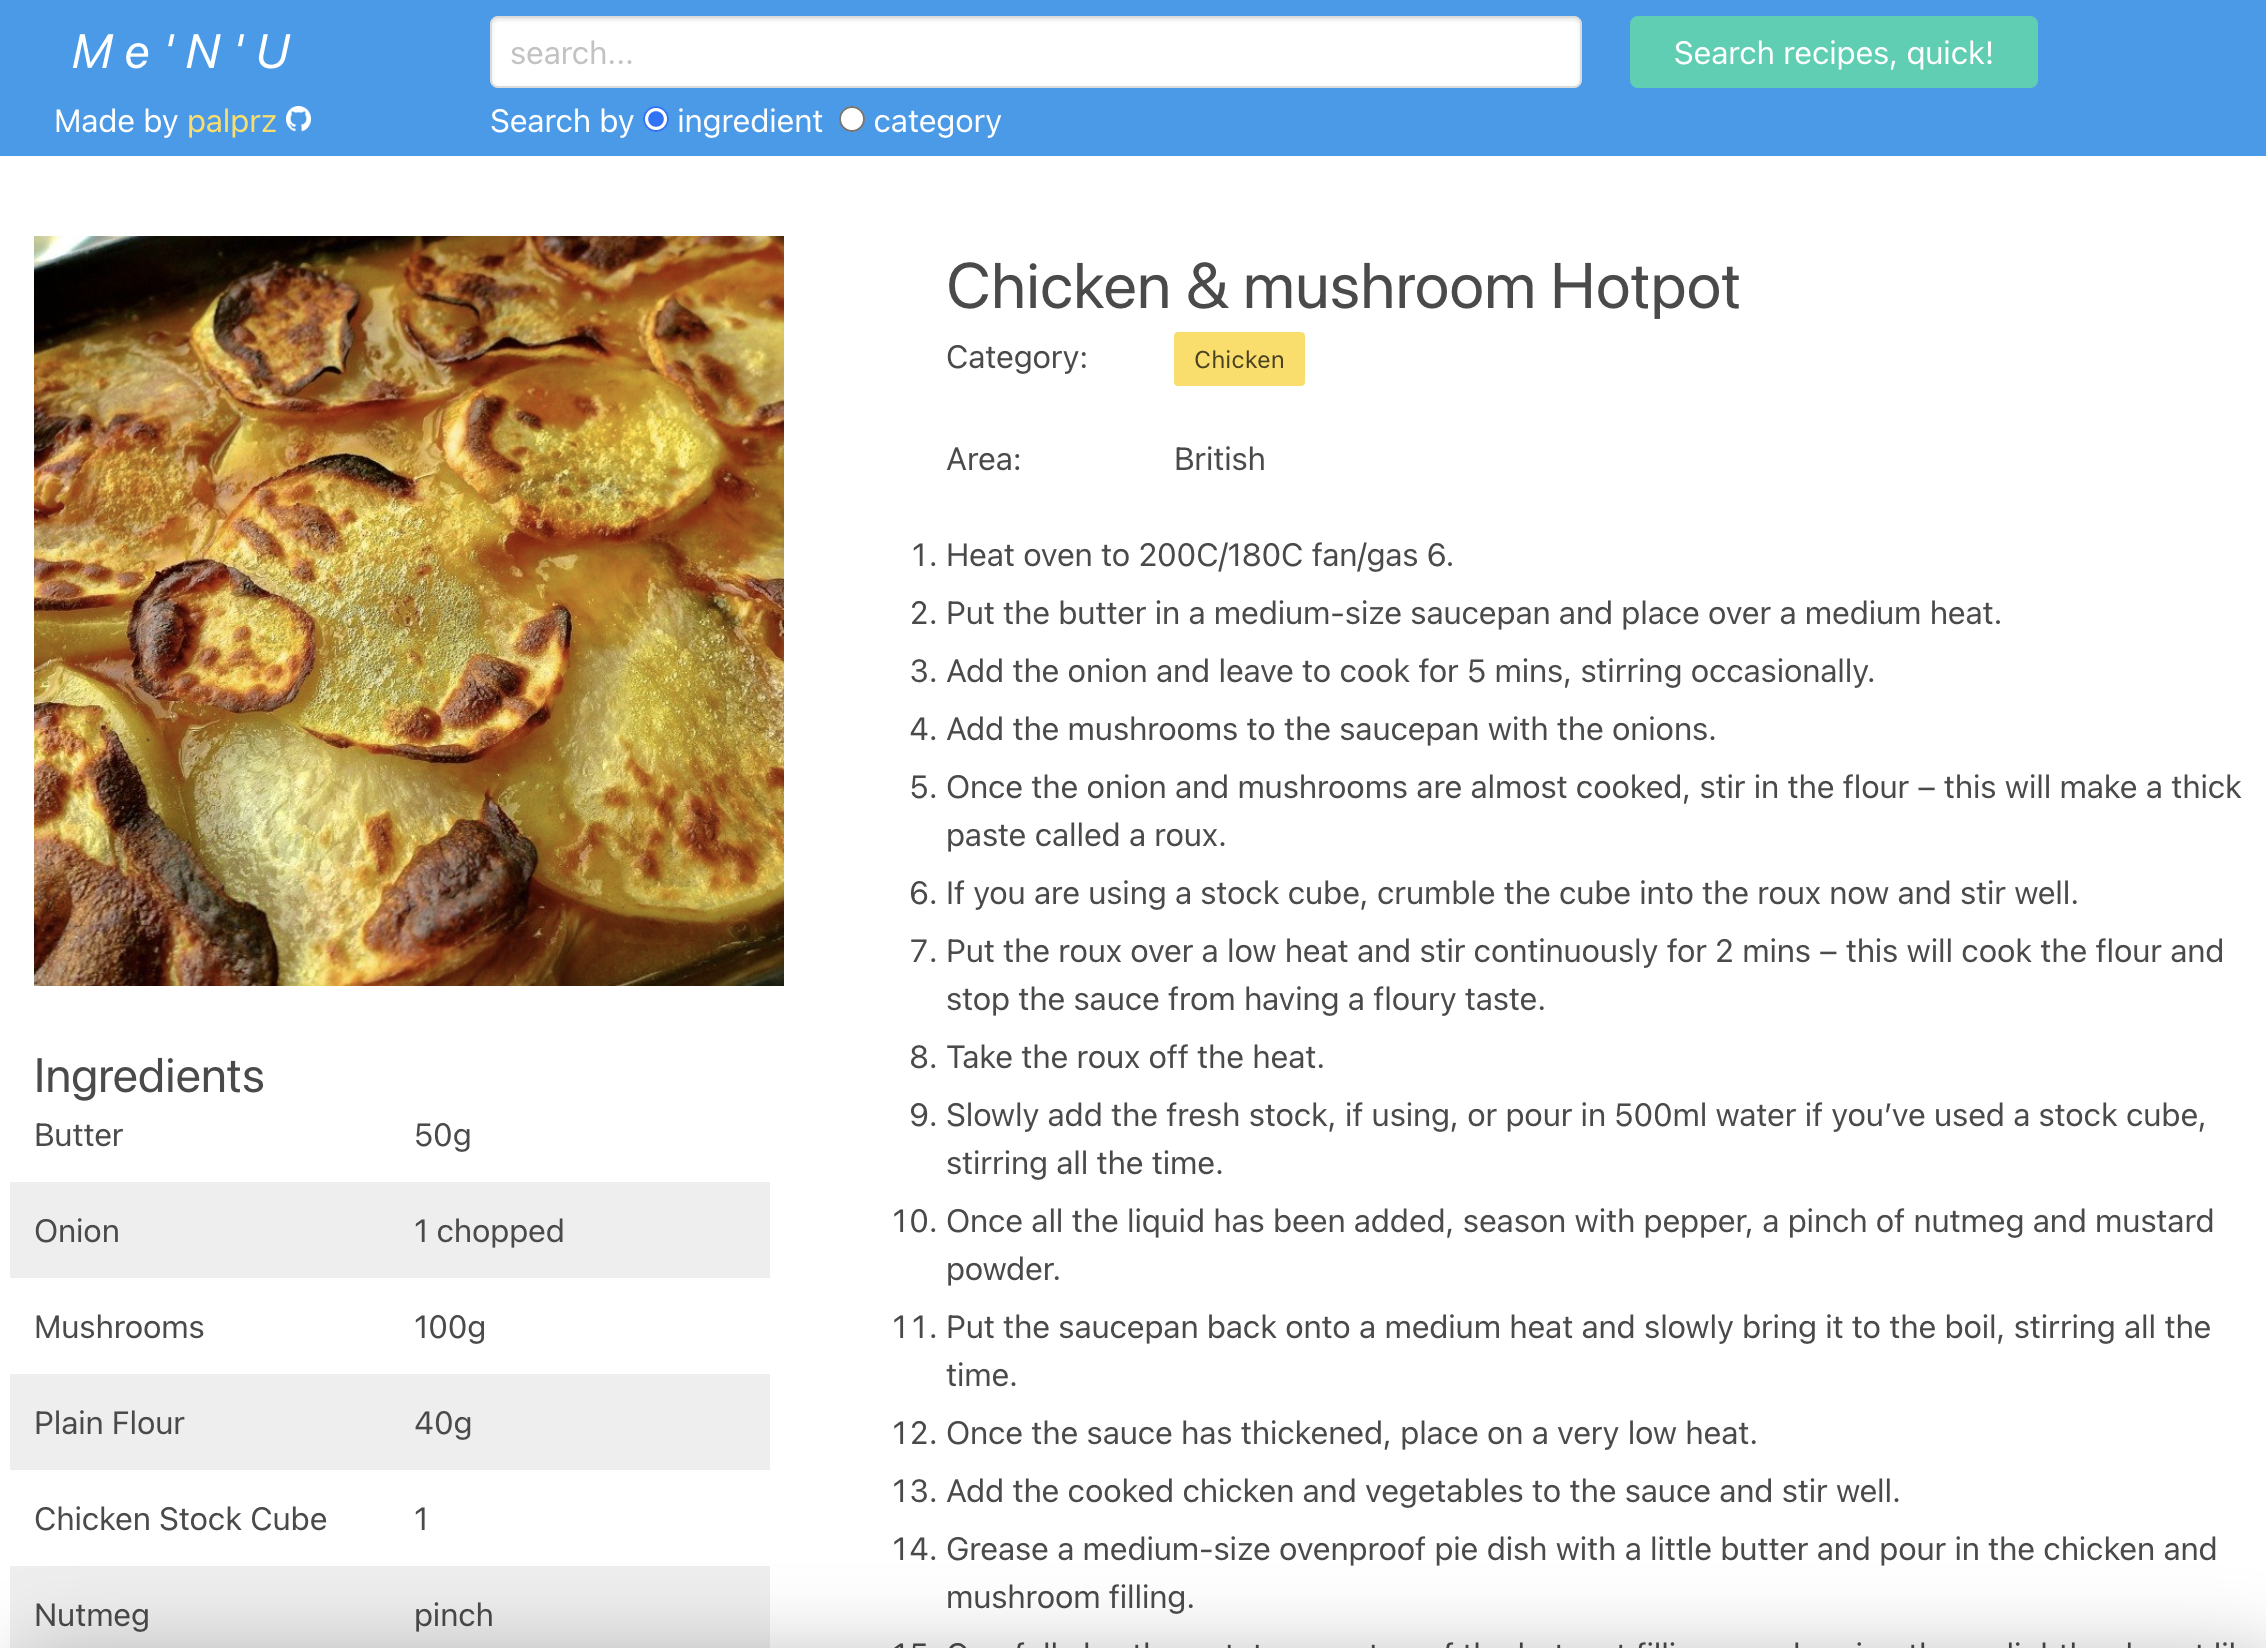 Me'N'U
search...
Search recipes, quick!
Made by palprz
Search by ingredient category
Chicken & mushroom Hotpot
Category: Chicken
Area: British
1. Heat oven to 200C/180C fan/gas 6.
2. Put the butter in a medium-size saucepan and place over a medium heat.
3. Add the onion and leave to cook for 5 mins, stirring occasionally.
4. Add the mushrooms to the saucepan with the onions.
5. Once the onion and mushrooms are almost cooked, stir in the flour – this will make a thick
paste called a roux.
6. If you are using a stock cube, crumble the cube into the roux now and stir well.
7. Put the roux over a low heat and stir continuously for 2 mins – this will cook the flour and
stop the sauce from having a floury taste.
8. Take the roux off the heat.
9. Slowly add the fresh stock, if using, or pour in 500ml water if you’ve used a stock cube,
stirring all the time.
10. Once all the liquid has been added, season with pepper, a pinch of nutmeg and mustard
powder.
11. Put the saucepan back onto a medium heat and slowly bring it to the boil, stirring all the
time.
12. Once the sauce has thickened, place on a very low heat.
13. Add the cooked chicken and vegetables to the sauce and stir well.
14. Grease a medium-size ovenproof pie dish with a little butter and pour in the chicken and
mushroom filling.
Ingredients
Butter 50g
Onion 1 chopped
Mushrooms 100g
Plain Flour 40g
Chicken Stock Cube 1
Nutmeg pinch